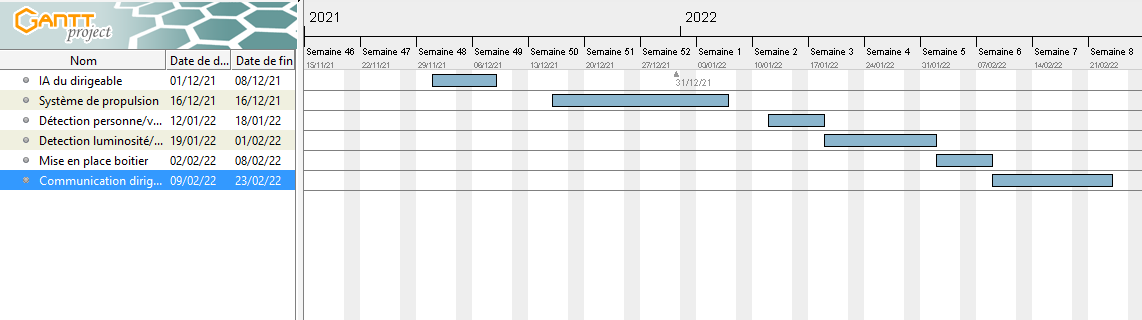 GANTT
project
2021
2022
Semaine 46 Semaine 47 Semaine 48 Semaine 49 Semaine 50 Semaine 51 Semaine 52 Semaine 1 Semaine 2 Semaine 3 Semaine 4 Semaine 5 Semaine 6 Semaine 7 Semaine 8
Nom Date de d... Date de fin
15/11/21 22/11/21 29/11/21 06/12/21 13/12/21 20/12/21 27/12/21 03/01/22 10/01/22 17/01/22 24/01/22 31/01/22 07/02/22 14/02/22 21/02/22
IA du dirigeable 01/12/21 08/12/21
31/12/21
Système de propulsion 16/12/21 16/12/21
Détection personne/v... 12/01/22 18/01/22
Detection luminosité/... 19/01/22 01/02/22
Mise en place boitier 02/02/22 08/02/22
Communication dirig... 09/02/22 23/02/22